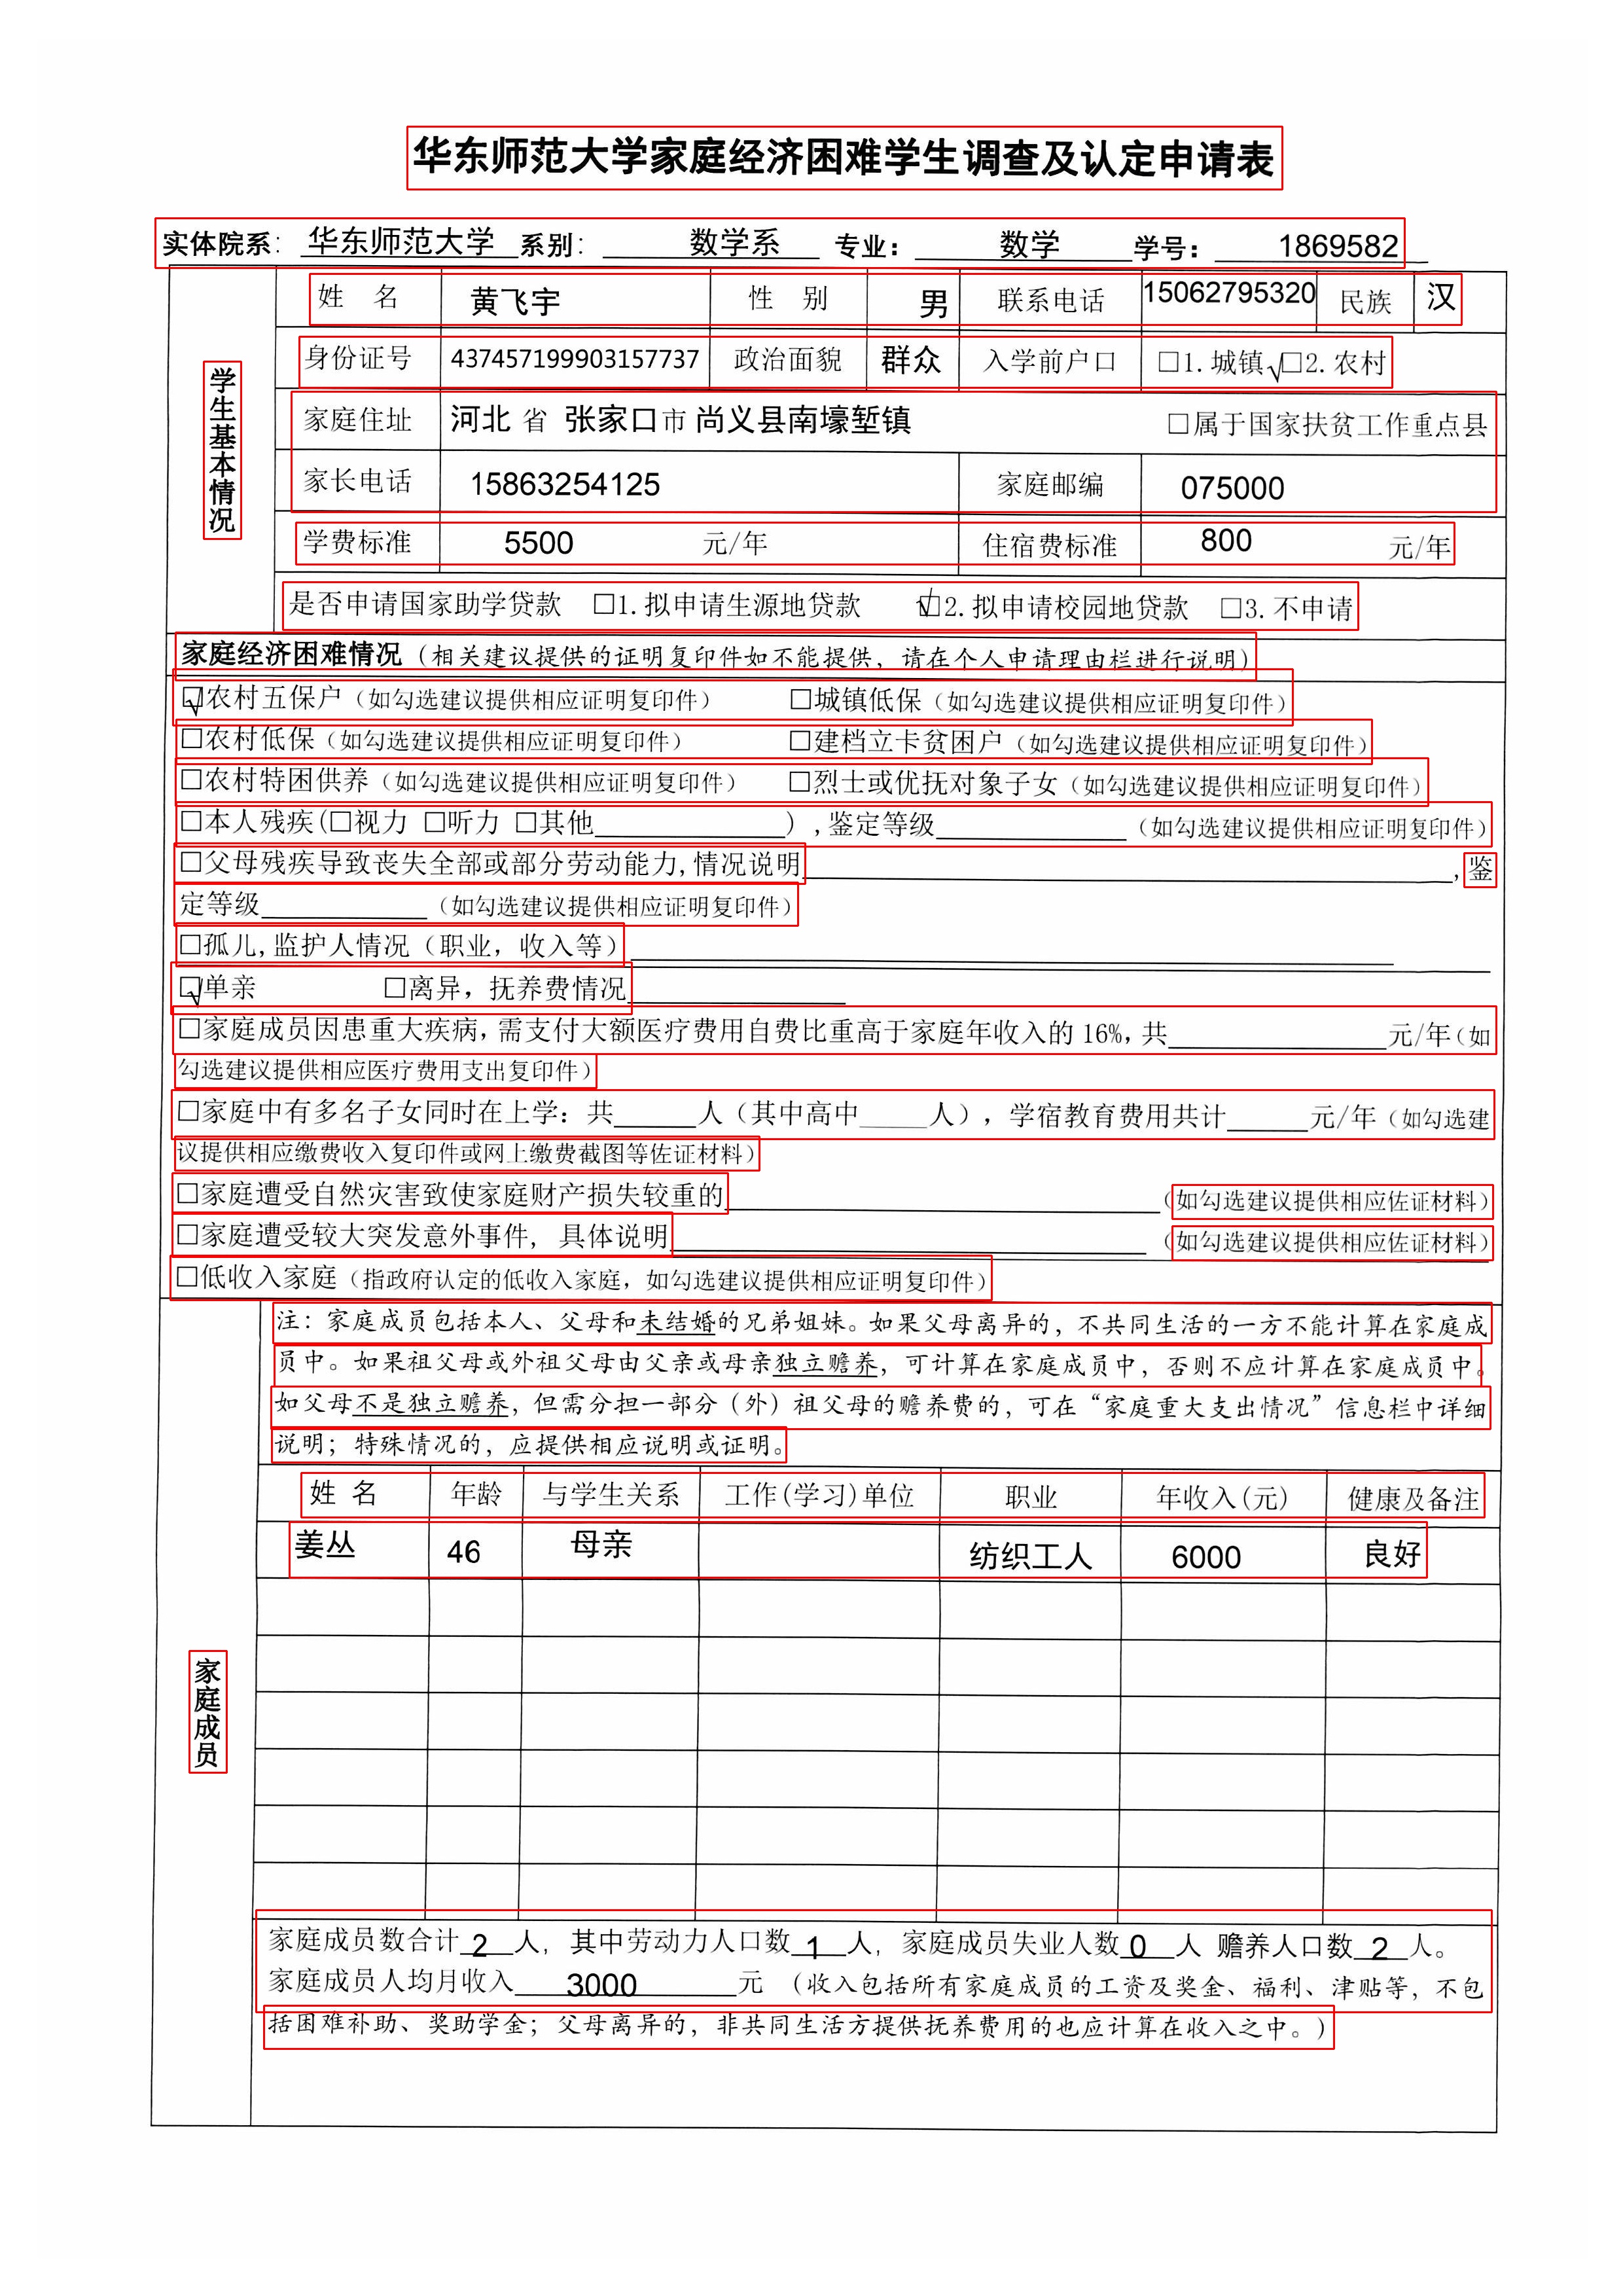 华东师范大学家庭经济困难学生调查及认定申请表
实体院系：华东师范大学 系别：数学系 专业：数学 学号：1869582
学生基本情况
姓 名 黄飞宇 性 别 男 联系电话 15062795320 民族 汉
身份证号 437457199903157737 政治面貌 群众 入学前户口 □1.城镇√□2.农村
家庭住址 河北 省 张家口市 尚义县南壕堑镇 □属于国家扶贫工作重点县
家长电话 15863254125 家庭邮编 075000
学费标准 5500 元/年 住宿费标准 800 元/年
是否申请国家助学贷款 □1.拟申请生源地贷款 ☑2.拟申请校园地贷款 □3.不申请
家庭经济困难情况（相关建议提供的证明复印件如不能提供，请在个人申请理由栏进行说明）
☑农村五保户（如勾选建议提供相应证明复印件） □城镇低保（如勾选建议提供相应证明复印件）
□农村低保（如勾选建议提供相应证明复印件） □建档立卡贫困户（如勾选建议提供相应证明复印件）
□农村特困供养（如勾选建议提供相应证明复印件） □烈士或优抚对象子女（如勾选建议提供相应证明复印件）
□本人残疾(□视力 □听力 □其他______)，鉴定等级______（如勾选建议提供相应证明复印件）
□父母残疾导致丧失全部或部分劳动能力,情况说明______，鉴
定等级______（如勾选建议提供相应证明复印件）
□孤儿,监护人情况（职业，收入等）______
☑单亲 □离异，抚养费情况______
□家庭成员因患重大疾病，需支付大额医疗费用自费比重高于家庭年收入的16%，共______元/年（如
勾选建议提供相应医疗费用支出复印件）
□家庭中有多名子女同时在上学：共______人（其中高中_____人），学宿教育费用共计______元/年（如勾选建
议提供相应缴费收入复印件或网上缴费截图等佐证材料）
□家庭遭受自然灾害致使家庭财产损失较重的______（如勾选建议提供相应佐证材料）
□家庭遭受较大突发意外事件，具体说明______（如勾选建议提供相应佐证材料）
□低收入家庭（指政府认定的低收入家庭，如勾选建议提供相应证明复印件）
注：家庭成员包括本人、父母和未结婚的兄弟姐妹。如果父母离异的，不共同生活的一方不能计算在家庭成
员中。如果祖父母或外祖父母由父亲或母亲独立赡养，可计算在家庭成员中，否则不应计算在家庭成员中。
如父母不是独立赡养，但需分担一部分（外）祖父母的赡养费的，可在“家庭重大支出情况”信息栏中详细
说明；特殊情况的，应提供相应说明或证明。
家庭成员
姓 名 年龄 与学生关系 工作(学习)单位 职业 年收入(元) 健康及备注
姜丛 46 母亲 纺织工人 6000 良好
家庭成员数合计 2 人，其中劳动力人口数 1 人，家庭成员失业人数 0 人 赡养人口数 2 人。
家庭成员人均月收入 3000 元 （收入包括所有家庭成员的工资及奖金、福利、津贴等，不包
括困难补助、奖助学金；父母离异的，非共同生活方提供抚养费用的也应计算在收入之中。）